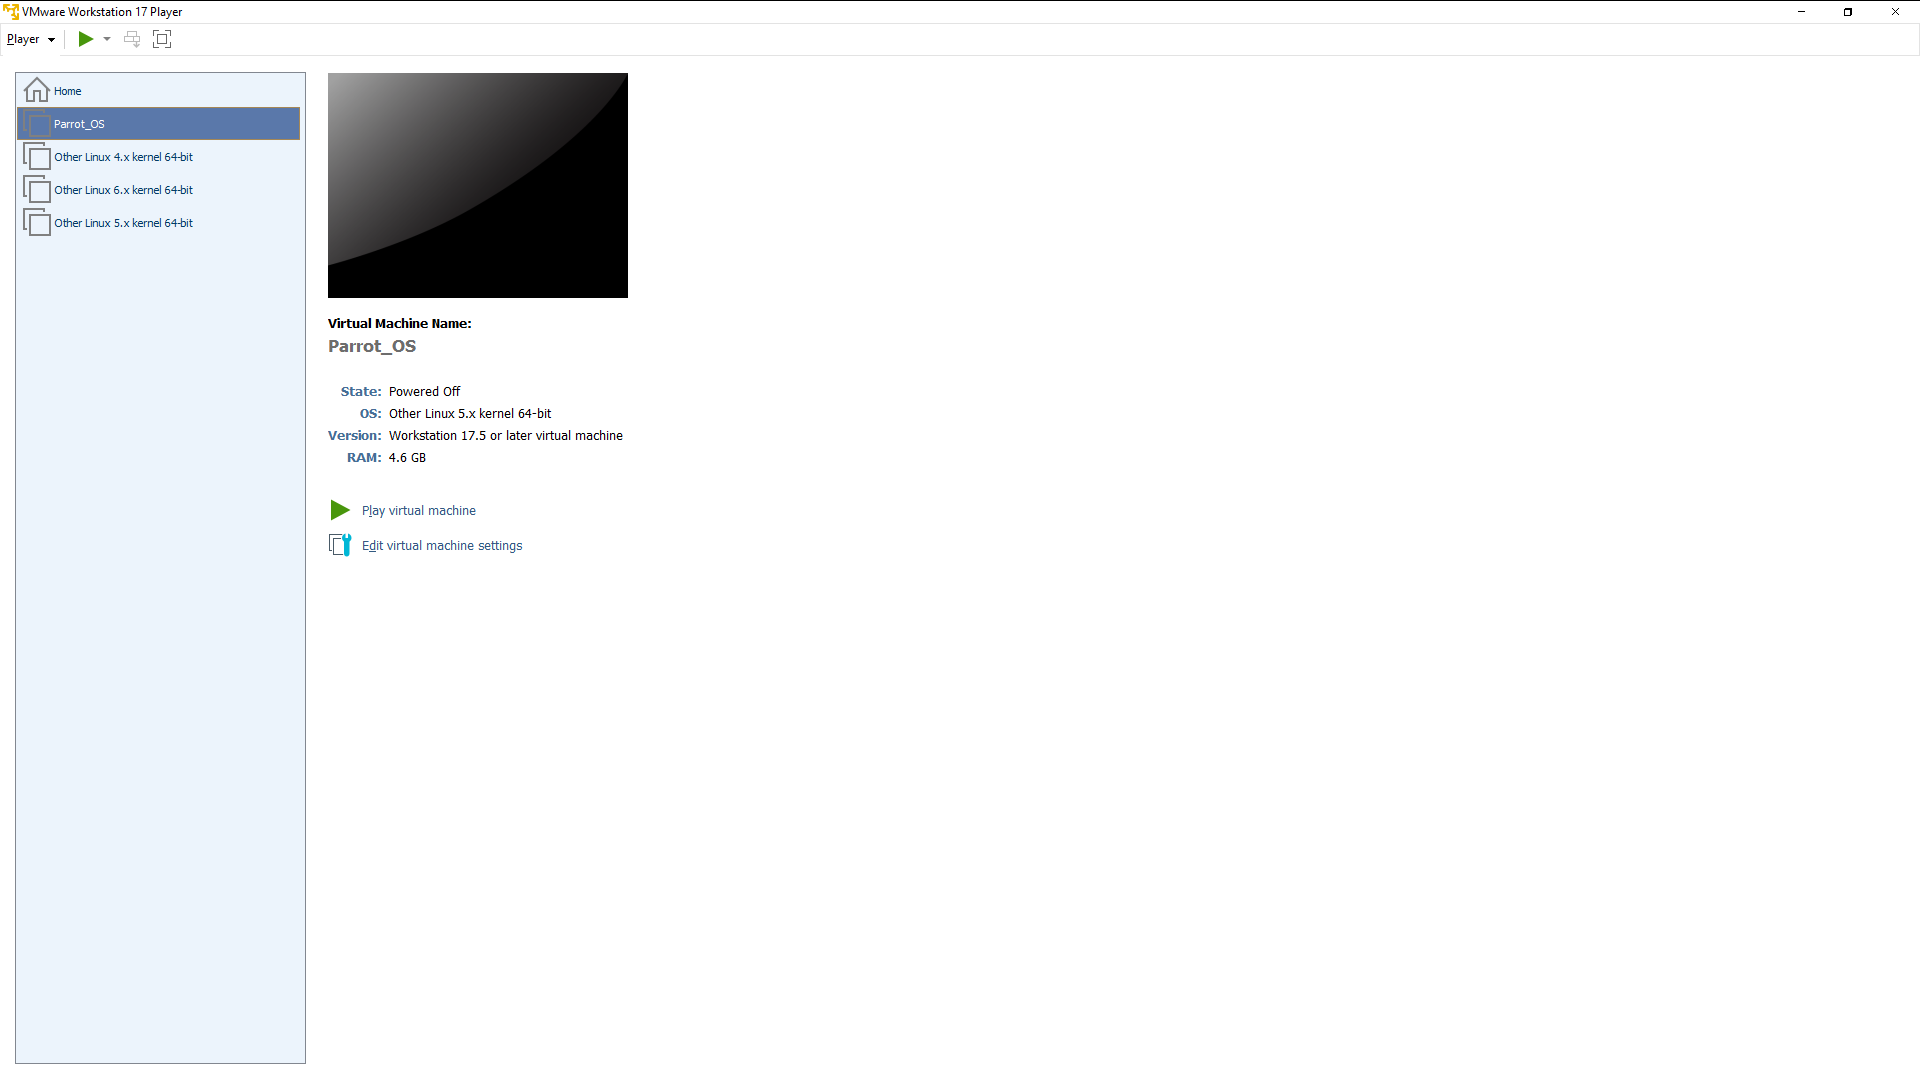 VMware Workstation 17 Player
Player
Home
Parrot_OS
Other Linux 4.x kernel 64-bit
Other Linux 6.x kernel 64-bit
Other Linux 5.x kernel 64-bit
Virtual Machine Name:
Parrot_OS
State: Powered Off
OS: Other Linux 5.x kernel 64-bit
Version: Workstation 17.5 or later virtual machine
RAM: 4.6 GB
Play virtual machine
Edit virtual machine settings